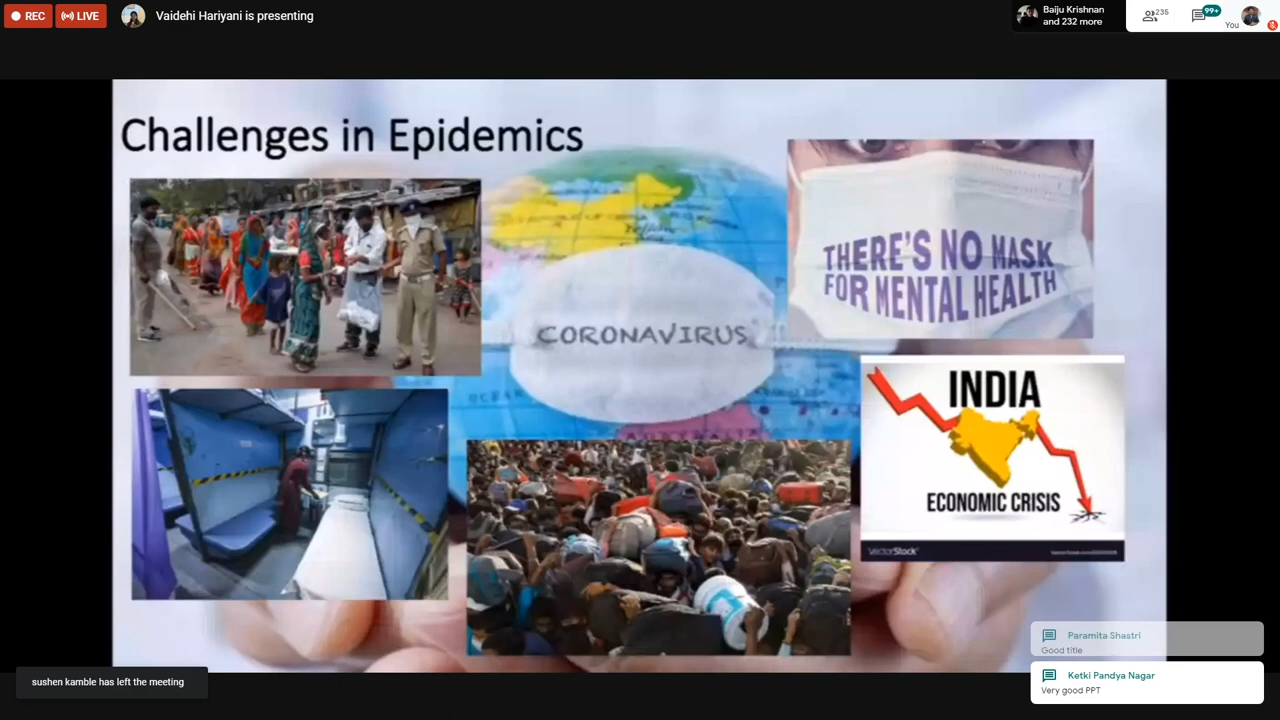 REC
LIVE
Vaidehi Hariyani is presenting
Baiju Krishnan
and 232 more
235
99+
You
Challenges in Epidemics
THERE'S NO MASK
FOR MENTAL HEALTH
CORONAVIRUS
INDIA
ECONOMIC CRISIS
VectorStock
Paramita Shastri
Good title
Ketki Pandya Nagar
Very good PPT
sushen kamble has left the meeting